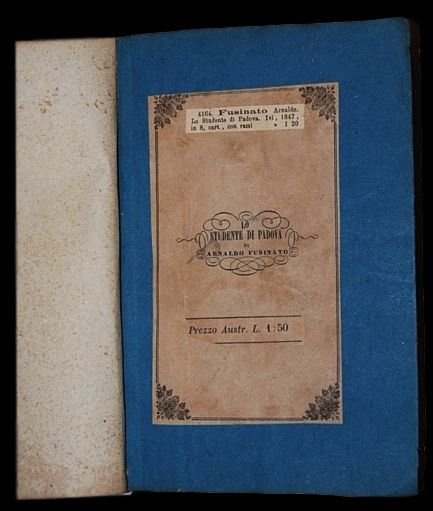 4164. Fusinato Arnaldo.
Lo Studente di Padova. Ivi, 1847,
in 8, cart., con rami » 1 20
LO
STUDENTE DI PADOVA
DI
ARNALDO FUSINATO
Prezzo Austr. L. 1:50